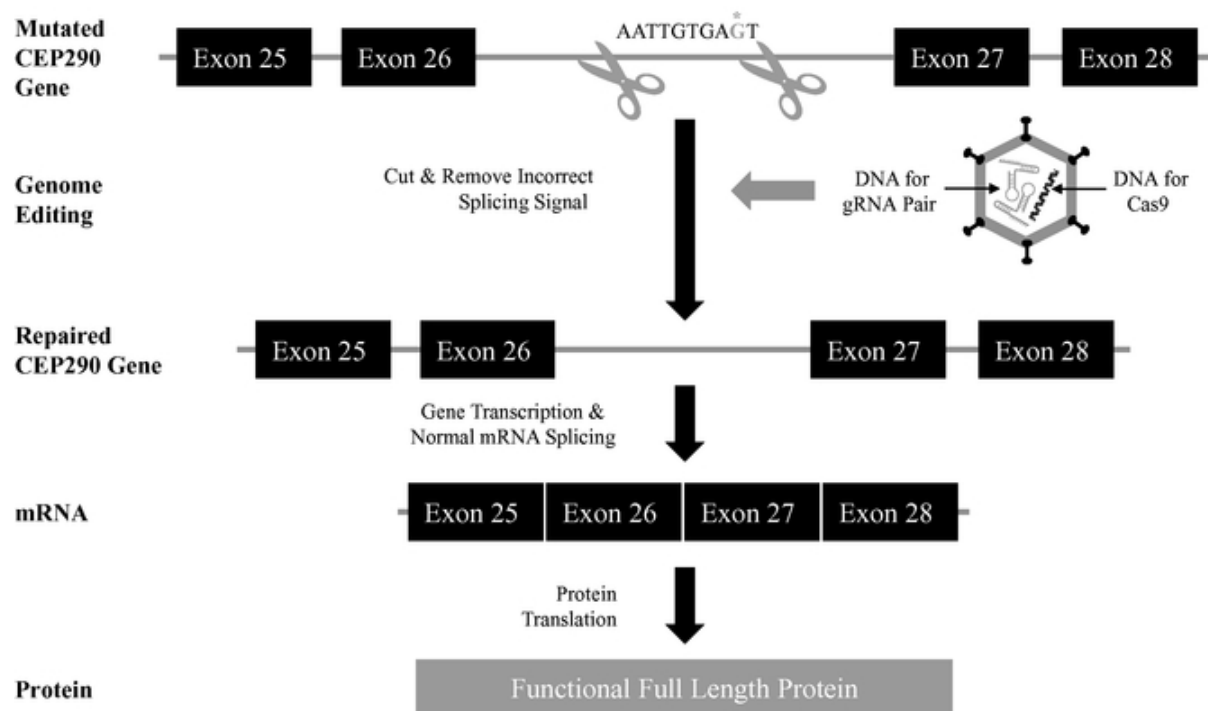 Mutated
CEP290
Gene
Exon 25
Exon 26
*
AATTGTGAGT
Exon 27
Exon 28
Genome
Editing
Cut & Remove Incorrect
Splicing Signal
DNA for
gRNA Pair
DNA for
Cas9
Repaired
CEP290 Gene
Exon 25
Exon 26
Exon 27
Exon 28
Gene Transcription &
Normal mRNA Splicing
mRNA
Exon 25
Exon 26
Exon 27
Exon 28
Protein
Translation
Protein
Functional Full Length Protein